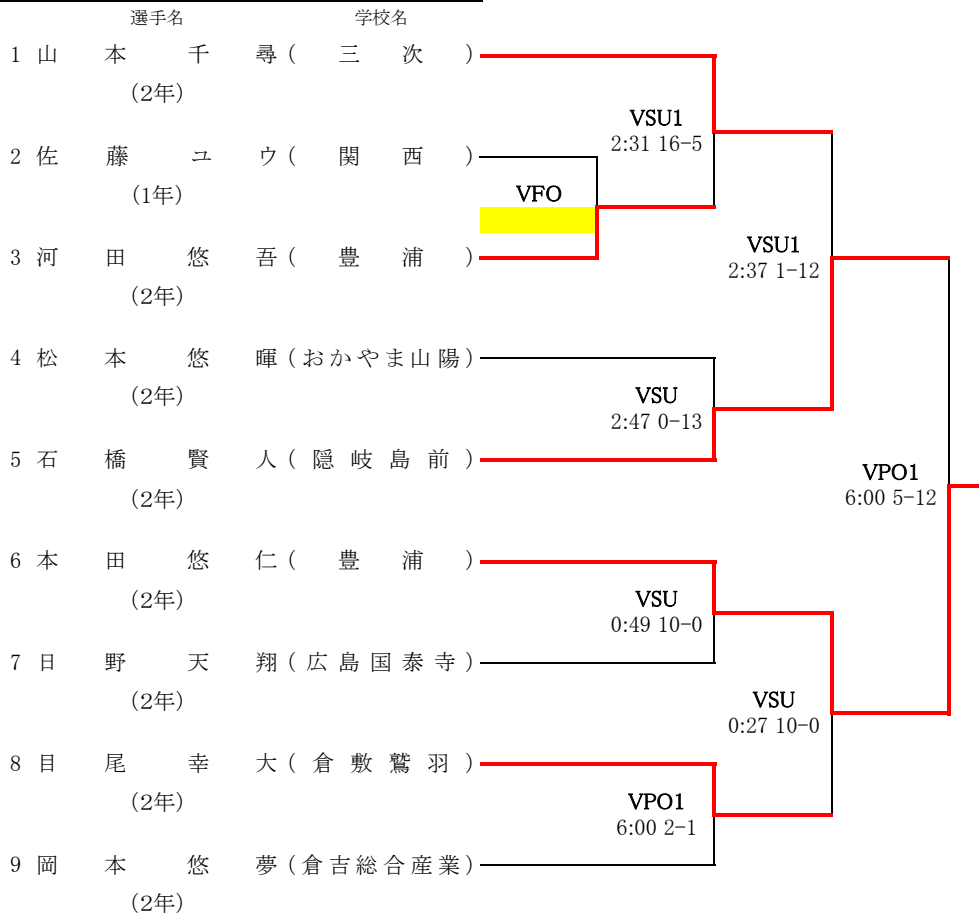 選手名 学校名
1 山本千尋(三次)
(2年)
VSU1
2:31 16-5
2 佐藤ユウ(関西)
(1年)
VFO
3 河田悠吾(豊浦)
(2年)
VSU1
2:37 1-12
4 松本悠暉(おかやま山陽)
(2年)
VSU
2:47 0-13
5 石橋賢人(隠岐島前)
(2年)
VPO1
6:00 5-12
6 本田悠仁(豊浦)
(2年)
VSU
0:49 10-0
7 日野天翔(広島国泰寺)
(2年)
VSU
0:27 10-0
8 目尾幸大(倉敷鷲羽)
(2年)
VPO1
6:00 2-1
9 岡本悠夢(倉吉総合産業)
(2年)